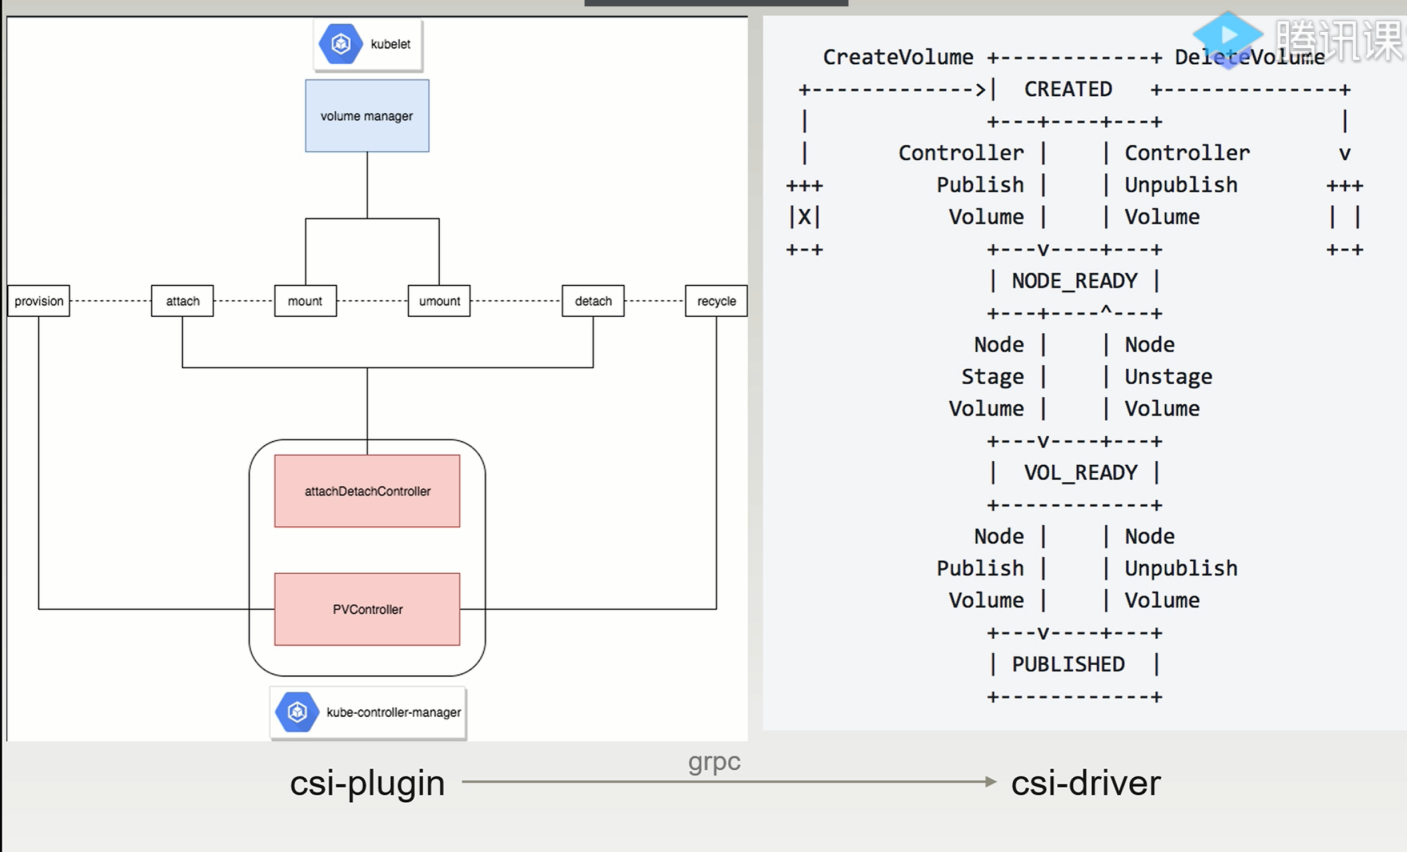 kubelet
volume manager
provision
attach
mount
umount
detach
recycle
attachDetachController
PVController
kube-controller-manager
腾讯课
CreateVolume +------------+ DeleteVolume
+------------->| CREATED +--------------+
| +---+----+---+ |
| Controller | | Controller v
+++ Publish | | Unpublish +++
|X| Volume | | Volume | |
+-+ +---v----+---+ +-+
| NODE_READY |
+---+----^---+
Node | | Node
Stage | | Unstage
Volume | | Volume
+---v----+---+
| VOL_READY |
+------------+
Node | | Node
Publish | | Unpublish
Volume | | Volume
+---v----+---+
| PUBLISHED |
+------------+
csi-plugin
grpc
csi-driver